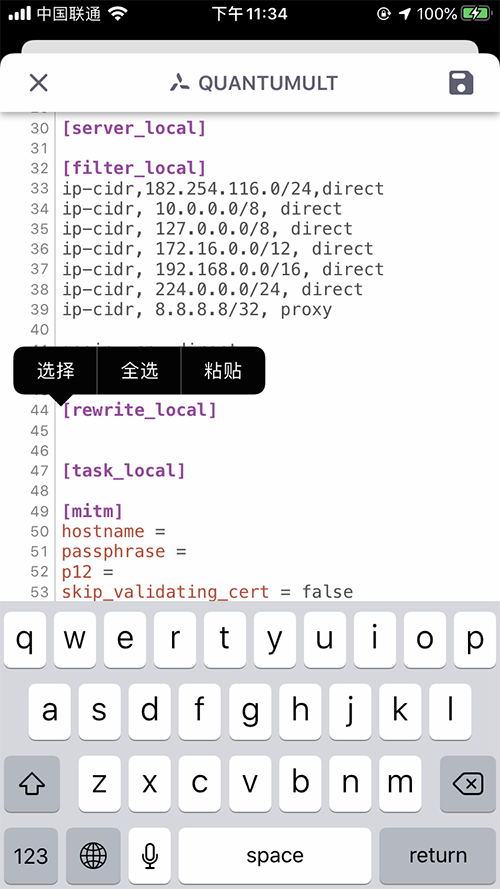 中国联通 下午11:34 100%
QUANTUMULT
30 [server_local]
31
32 [filter_local]
33 ip-cidr,182.254.116.0/24,direct
34 ip-cidr, 10.0.0.0/8, direct
35 ip-cidr, 127.0.0.0/8, direct
36 ip-cidr, 172.16.0.0/12, direct
37 ip-cidr, 192.168.0.0/16, direct
38 ip-cidr, 224.0.0.0/24, direct
39 ip-cidr, 8.8.8.8/32, proxy
40
选择 全选 粘贴
44 [rewrite_local]
45
46
47 [task_local]
48
49 [mitm]
50 hostname =
51 passphrase =
52 p12 =
53 skip_validating_cert = false
q w e r t y u i o p
a s d f g h j k l
z x c v b n m
123 space return